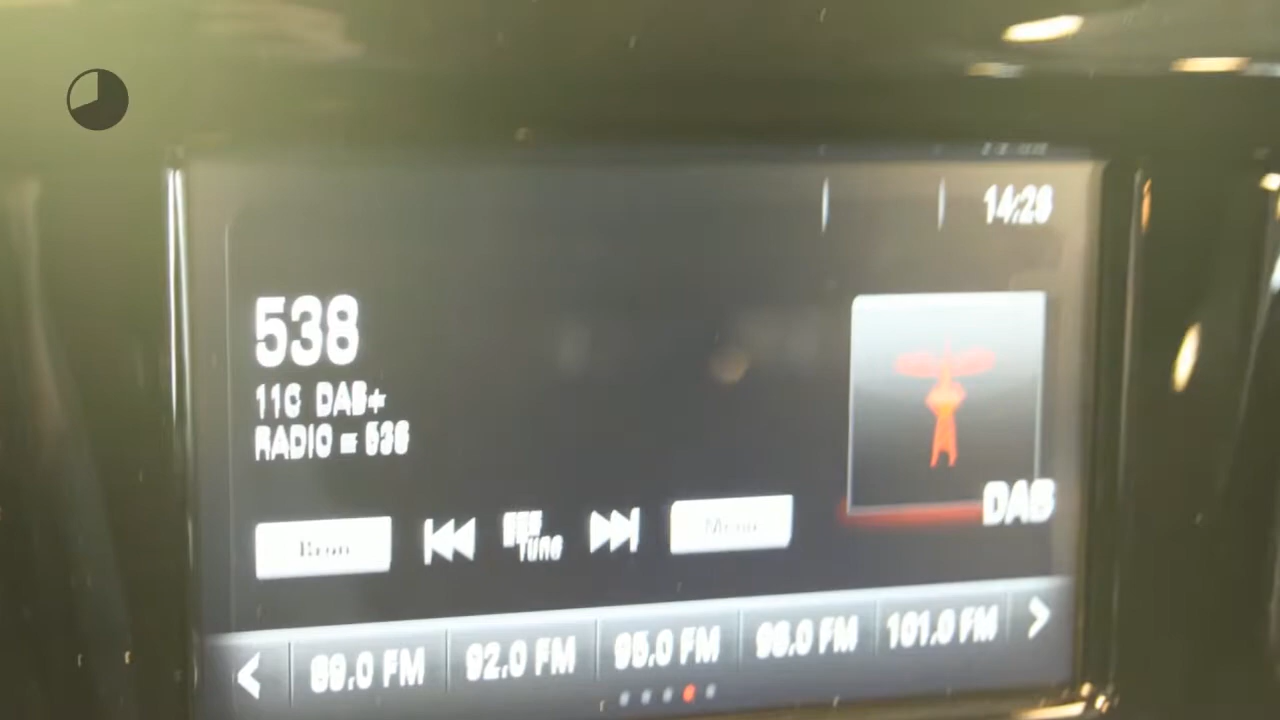 14:28
538
11C DAB+
RADIO = 538
Bron
TUNE
Menu
DAB
89.0 FM
92.0 FM
95.0 FM
98.0 FM
101.0 FM